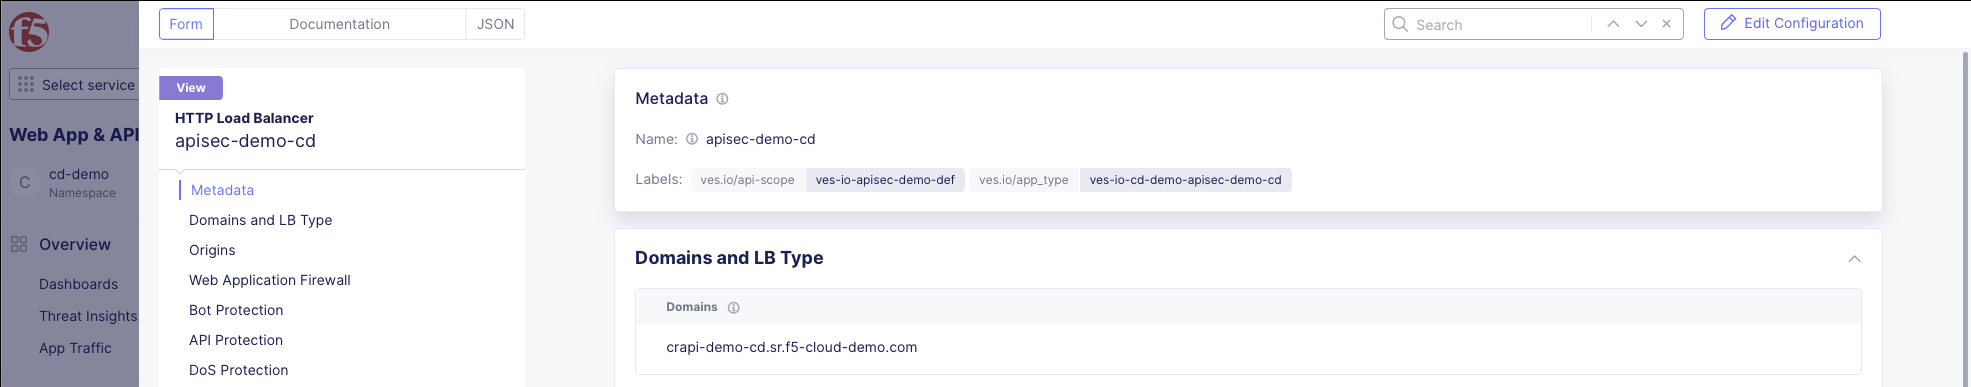 f5
Form
Documentation
JSON
Search
Edit Configuration
Select service
Web App & API
C
cd-demo
Namespace
Overview
Dashboards
Threat Insights
App Traffic
View
HTTP Load Balancer
apisec-demo-cd
Metadata
Domains and LB Type
Origins
Web Application Firewall
Bot Protection
API Protection
DoS Protection
Metadata
Name: apisec-demo-cd
Labels: ves.io/api-scope ves-io-apisec-demo-def ves.io/app_type ves-io-cd-demo-apisec-demo-cd
Domains and LB Type
Domains
crapi-demo-cd.sr.f5-cloud-demo.com